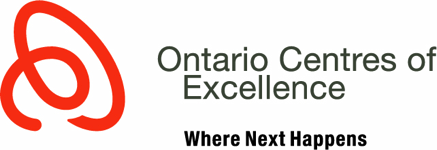 Ontario Centres of
Excellence
Where Next Happens